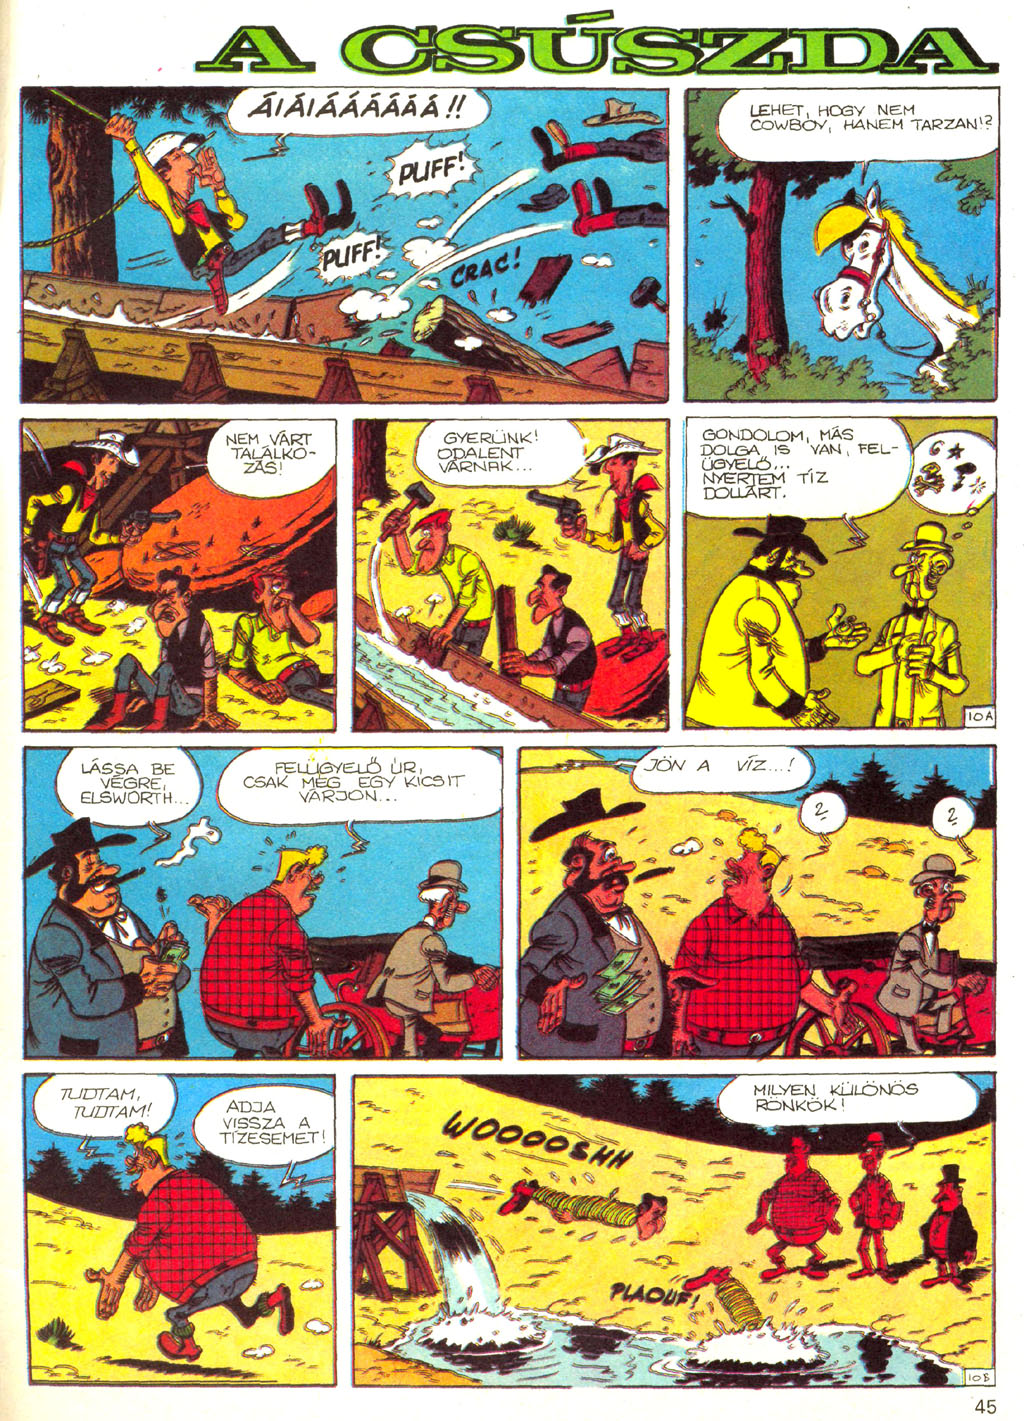 A CSÚSZDA
ÁIÁIÁÁÁÁÁÁ!!
PUFF!
PUFF!
CRAC!
LEHET, HOGY NEM
COWBOY, HANEM TARZAN!?
NEM VÁRT
TALÁLKO-
ZÁS!
GYERÜNK!
ODALENT
VÁRNAK...
GONDOLOM, MÁS
DOLGA IS VAN, FEL-
ÜGYELŐ...
NYERTEM TÍZ
DOLLÁRT.
10A
LÁSSA BE
VÉGRE,
ELSWORTH...
FELÜGYELŐ ÚR,
CSAK MÉG EGY KICSIT
VÁRJON...
JÖN A VÍZ...!
?
?
TUDTAM,
TUDTAM!
ADJA
VISSZA A
TÍZESEMET!
WOOOOSHH
MILYEN KÜLÖNÖS
RÖNKÖK!
PLAOUF!
10B
45